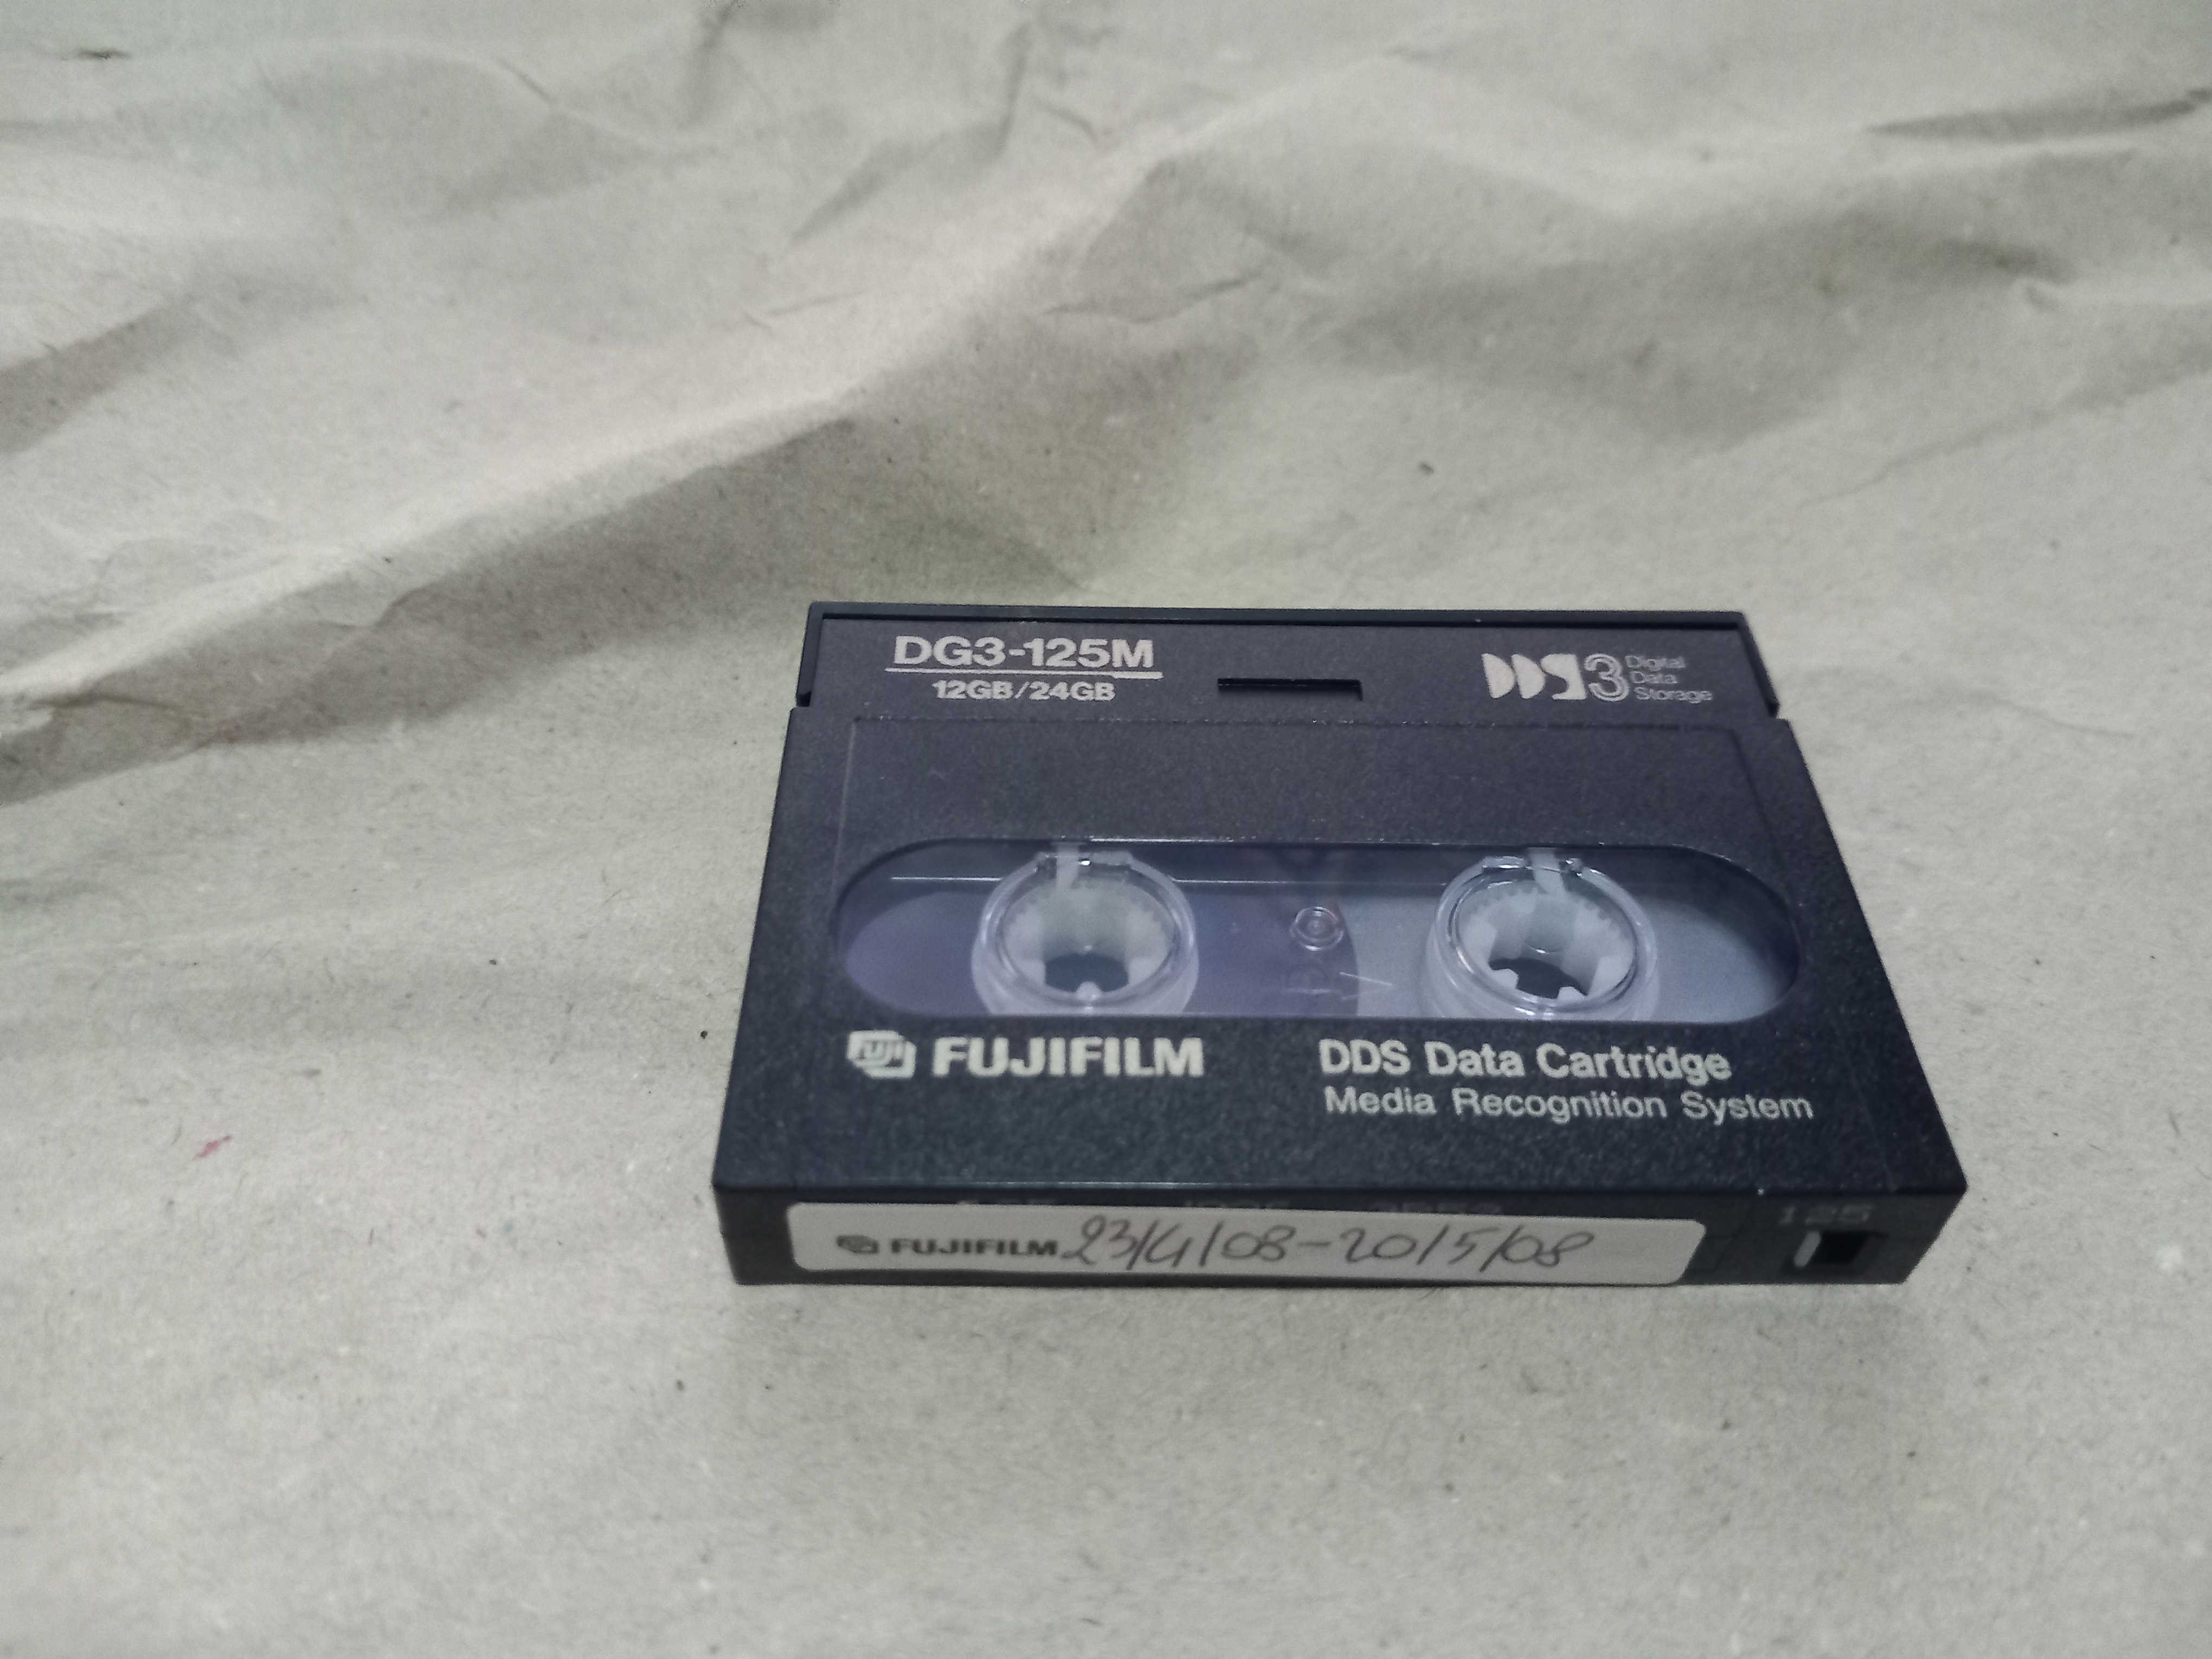 DG3-125M
12GB/24GB
DDS3 Digital
Data
Storage
FUJI FUJIFILM
DDS Data Cartridge
Media Recognition System
FUJIFILM 23/4/08-20/5/08
125